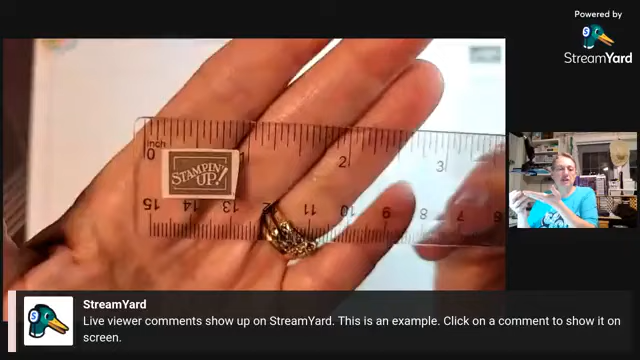 Powered by
StreamYard
inch
0 2 3
STAMPIN'
UP!
15 14 13 12 11 10 9 8 7 6
StreamYard
Live viewer comments show up on StreamYard. This is an example. Click on a comment to show it on
screen.